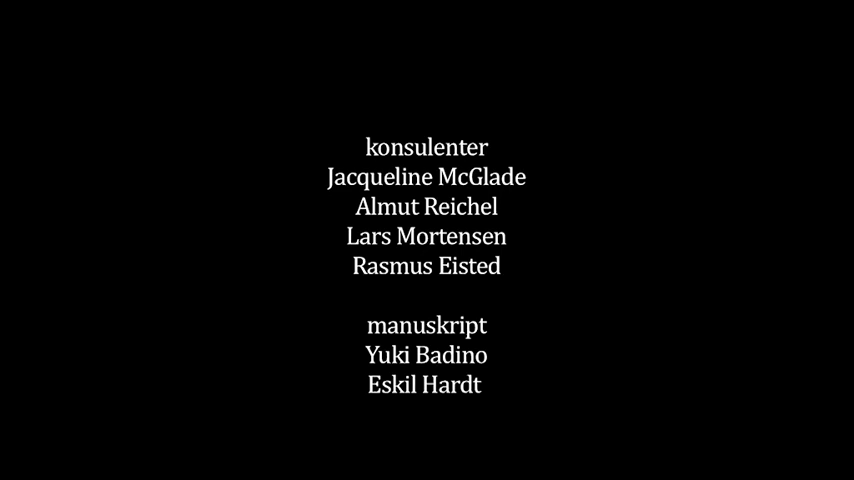 konsulenter
Jacqueline McGlade
Almut Reichel
Lars Mortensen
Rasmus Eisted
manuskript
Yuki Badino
Eskil Hardt